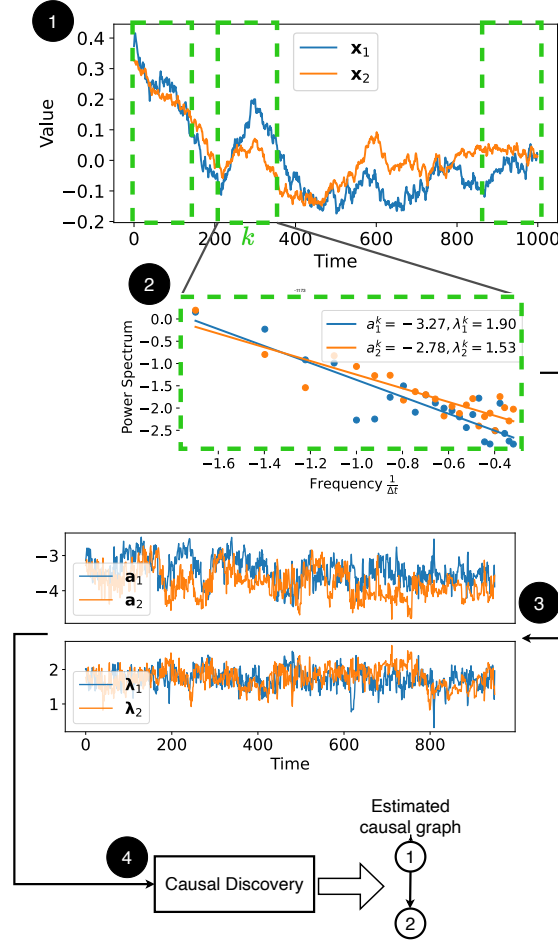 1
0.4
0.3
0.2
0.1
0.0
−0.1
−0.2
Value
x₁
x₂
0 200 400 600 800 1000
k
Time
2
0.0
−0.5
−1.0
−1.5
−2.0
−2.5
Power Spectrum
a₁ᵏ = −3.27, λ₁ᵏ = 1.90
a₂ᵏ = −2.78, λ₂ᵏ = 1.53
−1.6 −1.4 −1.2 −1.0 −0.8 −0.6 −0.4
Frequency 1/Δt
−3
−4
a₁
a₂
3
2
1
λ₁
λ₂
0 200 400 600 800
Time
Estimated
causal graph
4
Causal Discovery
1
2